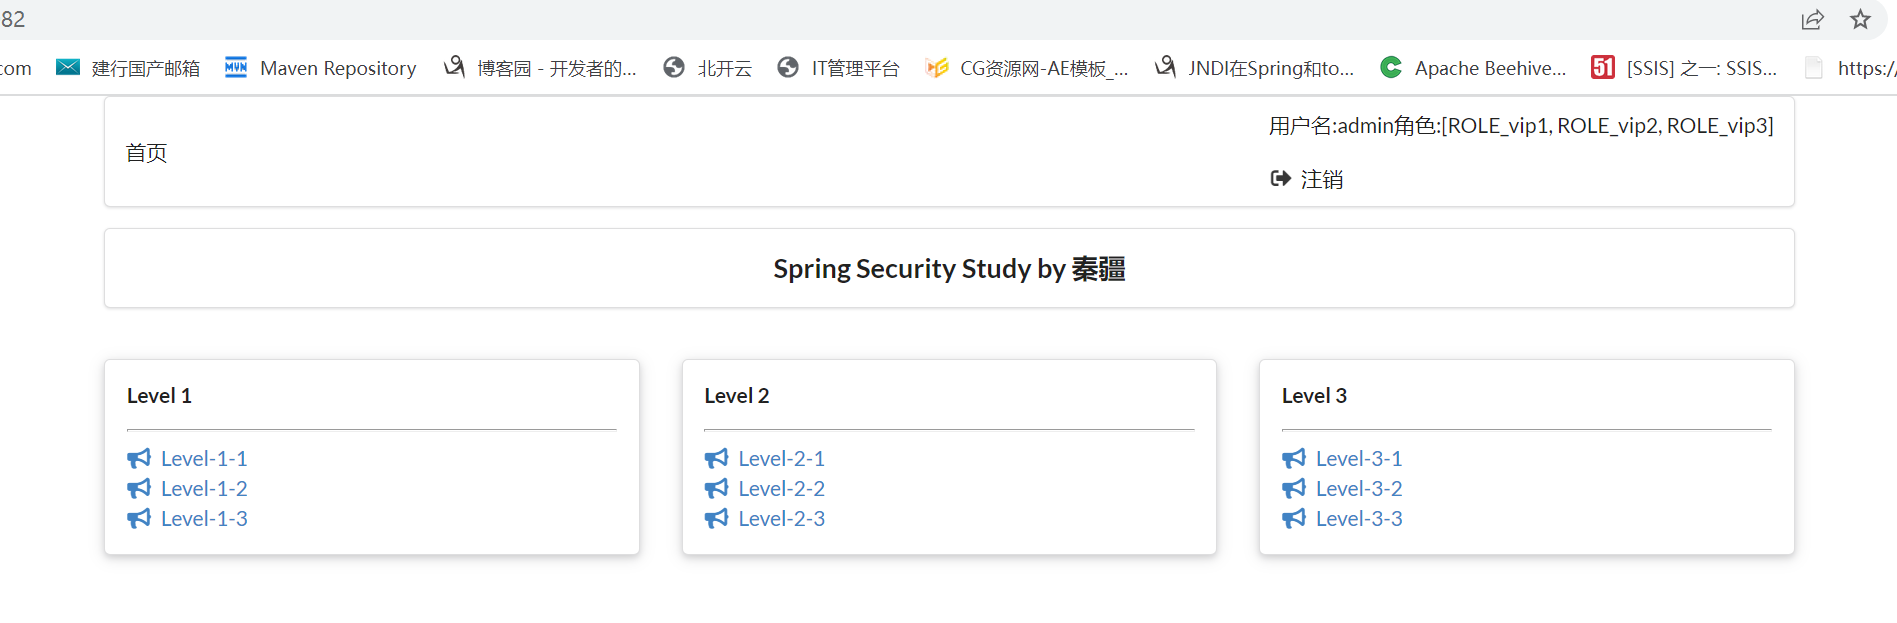 82
com 建行国产邮箱 Maven Repository 博客园 - 开发者的... 北开云 IT管理平台 CG资源网-AE模板_... JNDI在Spring和to... Apache Beehive... [SSIS] 之一: SSIS... https:/
首页
用户名:admin角色:[ROLE_vip1, ROLE_vip2, ROLE_vip3]
注销
Spring Security Study by 秦疆
Level 1
Level-1-1
Level-1-2
Level-1-3
Level 2
Level-2-1
Level-2-2
Level-2-3
Level 3
Level-3-1
Level-3-2
Level-3-3